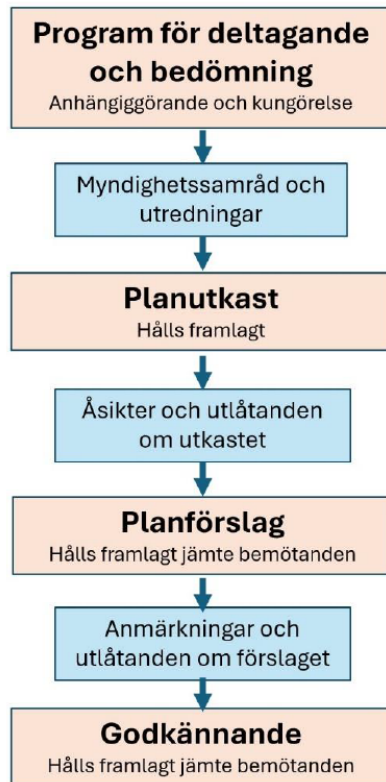 Program för deltagande
och bedömning
Anhängiggörande och kungörelse
Myndighetssamråd och
utredningar
Planutkast
Hålls framlagt
Åsikter och utlåtanden
om utkastet
Planförslag
Hålls framlagt jämte bemötanden
Anmärkningar och
utlåtanden om förslaget
Godkännande
Hålls framlagt jämte bemötanden